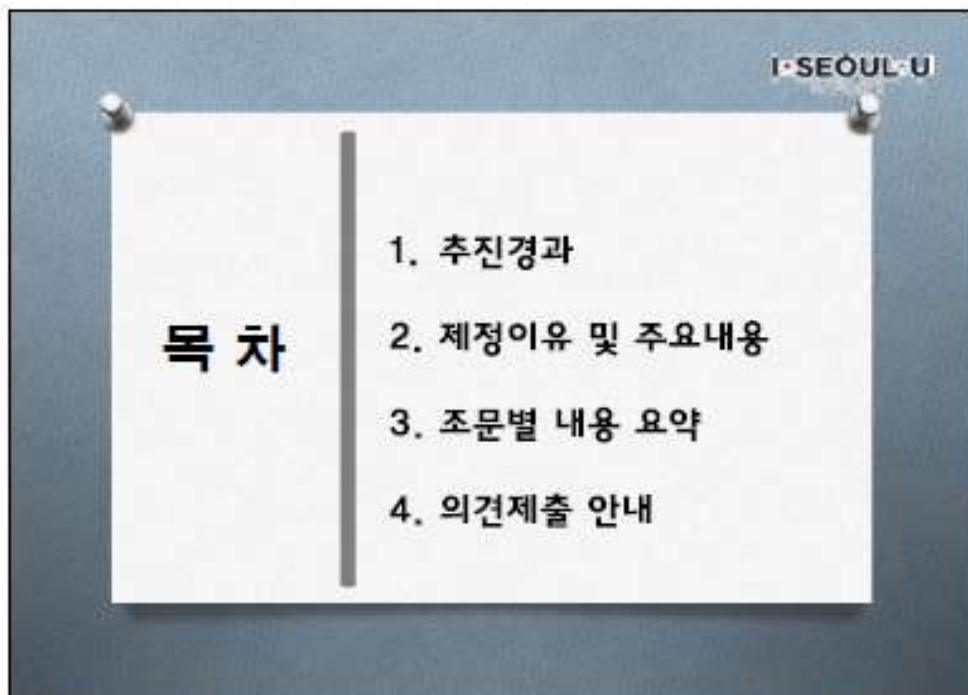 I·SEOUL·U
목 차
1. 추진경과
2. 제정이유 및 주요내용
3. 조문별 내용 요약
4. 의견제출 안내